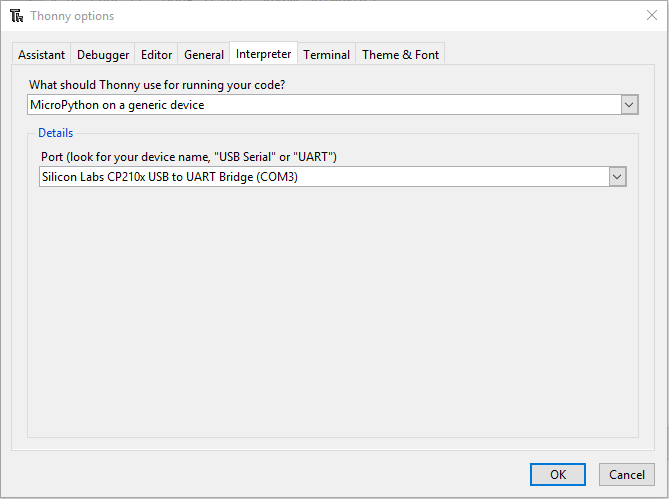 Thonny options
Assistant Debugger Editor General Interpreter Terminal Theme & Font
What should Thonny use for running your code?
MicroPython on a generic device
Details
Port (look for your device name, "USB Serial" or "UART")
Silicon Labs CP210x USB to UART Bridge (COM3)
OK Cancel